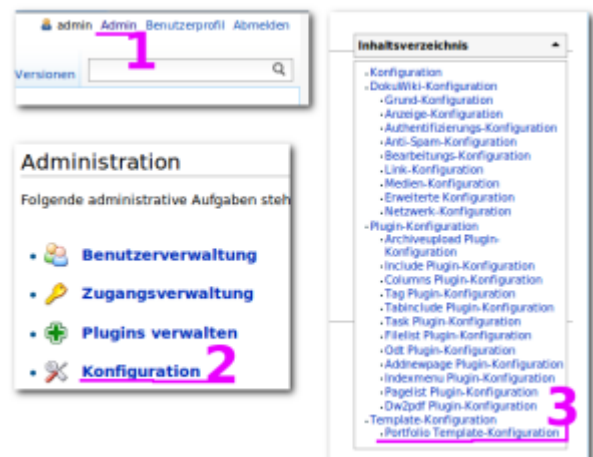 admin Admin Benutzerprofil Abmelden
1
Versionen
Administration
Folgende administrative Aufgaben steh
Benutzerverwaltung
Zugangsverwaltung
Plugins verwalten
Konfiguration 2
Inhaltsverzeichnis
Konfiguration
DokuWiki-Konfiguration
Grund-Konfiguration
Anzeige-Konfiguration
Authentifizierungs-Konfiguration
Anti-Spam-Konfiguration
Bearbeitungs-Konfiguration
Link-Konfiguration
Medien-Konfiguration
Erweiterte Konfiguration
Netzwerk-Konfiguration
Plugin-Konfiguration
Archiveupload Plugin-
Konfiguration
Include Plugin-Konfiguration
Columns Plugin-Konfiguration
Tag Plugin-Konfiguration
Tabinclude Plugin-Konfiguration
Task Plugin-Konfiguration
Filelist Plugin-Konfiguration
Odt Plugin-Konfiguration
Addnewpage Plugin-Konfiguration
Indexmenu Plugin-Konfiguration
Pagelist Plugin-Konfiguration
Dw2pdf Plugin-Konfiguration
3
Template-Konfiguration
Portfolio Template-Konfiguration